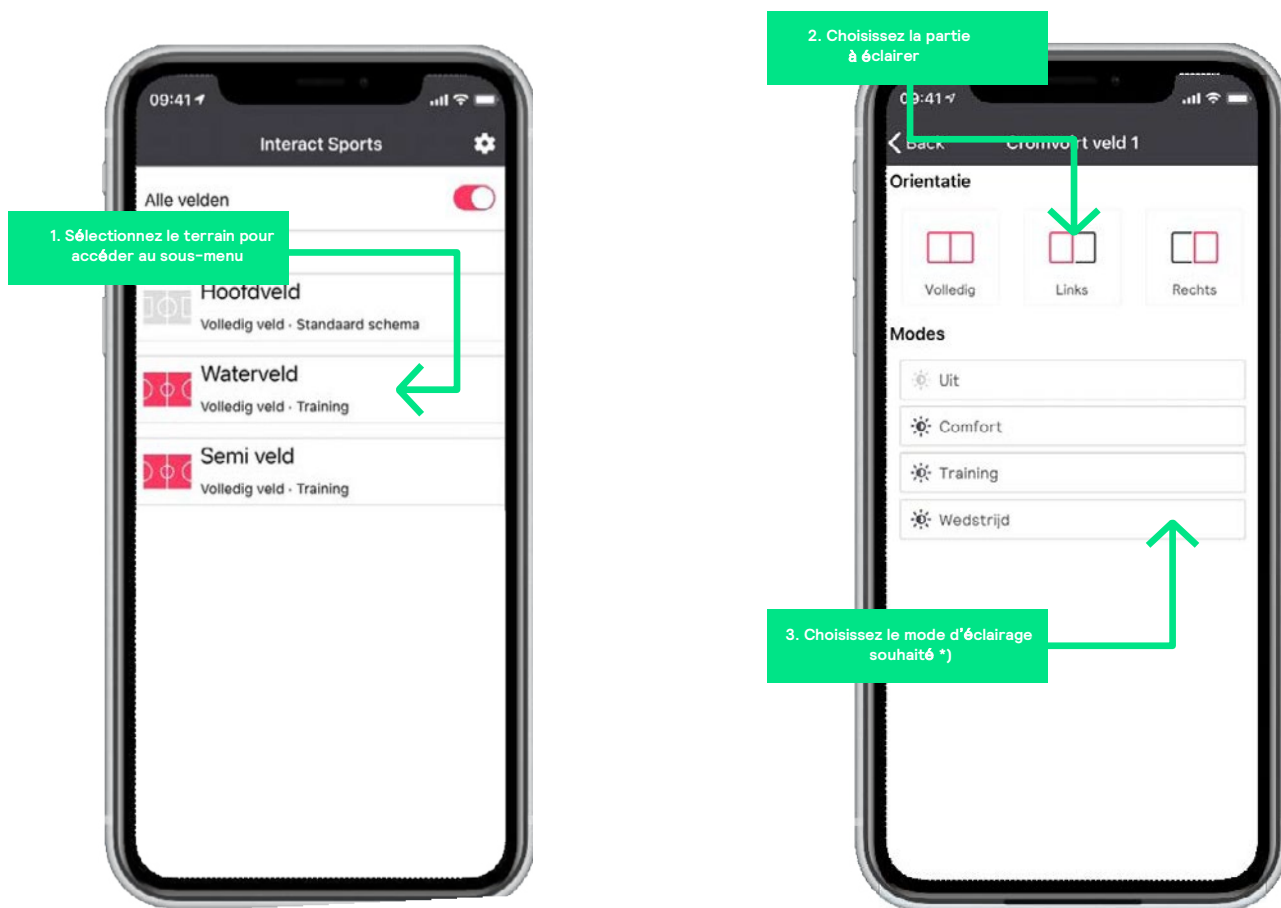 09:41
Interact Sports
Alle velden
1. Sélectionnez le terrain pour
accéder au sous-menu
Hoofdveld
Volledig veld · Standaard schema
Waterveld
Volledig veld · Training
Semi veld
Volledig veld · Training
2. Choisissez la partie
à éclairer
09:41
Back Cromvoirt veld 1
Orientatie
Volledig Links Rechts
Modes
Uit
Comfort
Training
Wedstrijd
3. Choisissez le mode d'éclairage
souhaité *)